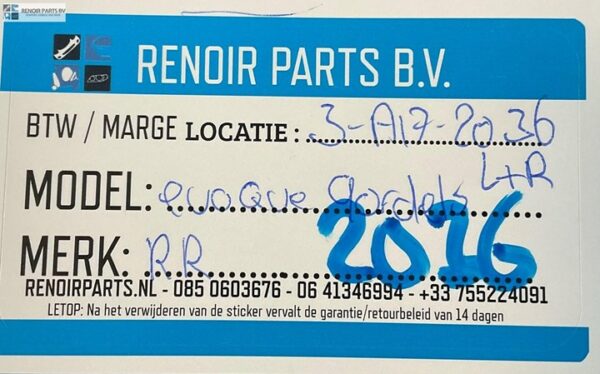 RENOIR PARTS BV
RENOIR PARTS B.V.
BTW / MARGE LOCATIE : 3-A17-2036
L+R
MODEL: evoque gordels
2016
MERK: RR
RENOIRPARTS.NL - 085 0603676 - 06 41346994 - +33 755224091
LETOP: Na het verwijderen van de sticker vervalt de garantie/retourbeleid van 14 dagen